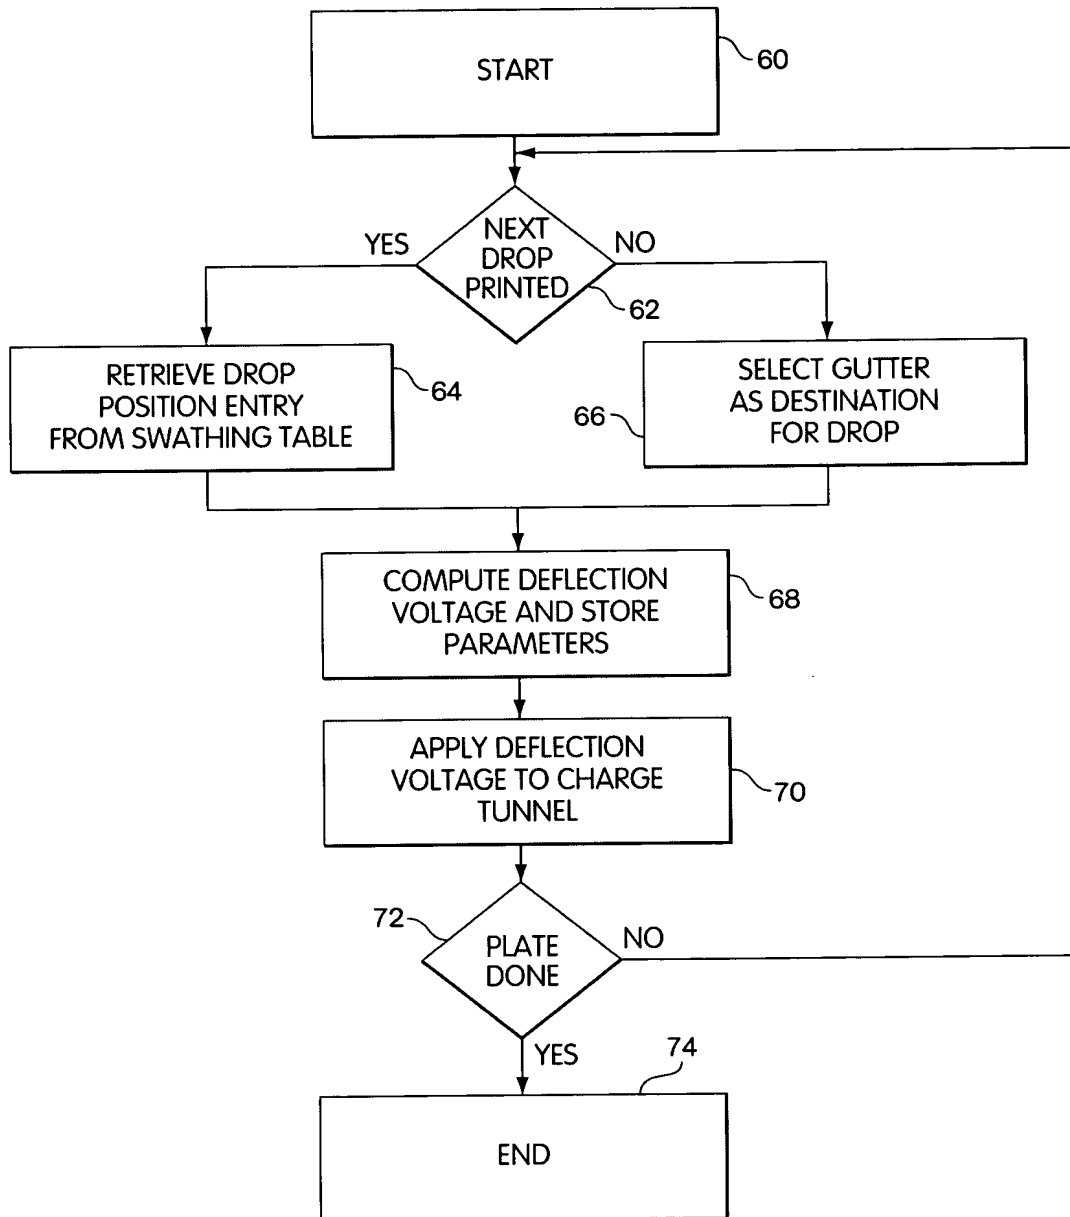 START
60
NEXT
DROP
PRINTED
YES
NO
62
RETRIEVE DROP
POSITION ENTRY
FROM SWATHING TABLE
64
SELECT GUTTER
AS DESTINATION
FOR DROP
66
COMPUTE DEFLECTION
VOLTAGE AND STORE
PARAMETERS
68
APPLY DEFLECTION
VOLTAGE TO CHARGE
TUNNEL
70
72
PLATE
DONE
NO
YES
74
END